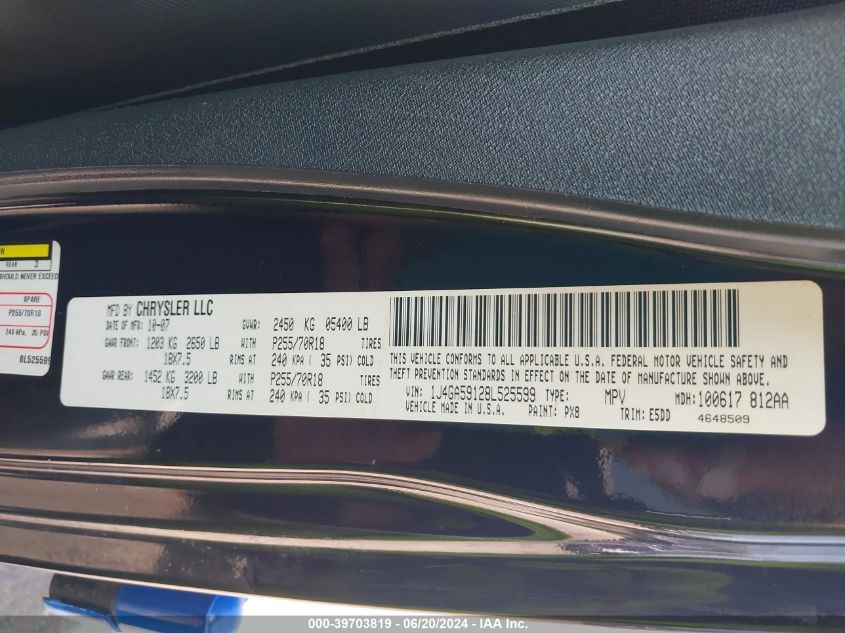 N
REAR 3
SHOULD NEVER EXCEED
SPARE
P255/70R18
240 kPa, 35 PSI
8L525599
MFD BY CHRYSLER LLC
DATE OF MFD: 10-07 GVWR: 2450 KG 05400 LB
GAWR FRONT: 1203 KG 2650 LB WITH P255/70R18 TIRES
18X7.5 RIMS AT 240 KPA ( 35 PSI) COLD
GAWR REAR: 1452 KG 3200 LB WITH P255/70R18 TIRES
18X7.5 RIMS AT 240 KPA ( 35 PSI) COLD
THIS VEHICLE CONFORMS TO ALL APPLICABLE U.S.A. FEDERAL MOTOR VEHICLE SAFETY AND
THEFT PREVENTION STANDARDS IN EFFECT ON THE DATE OF MANUFACTURE SHOWN ABOVE.
VIN: 1J4GA59128L525599 TYPE: MPV MDH: 100617 812AA
VEHICLE MADE IN U.S.A. PAINT: PX8 TRIM: E5DD 4648509
000-39703819 - 06/20/2024 - IAA Inc.